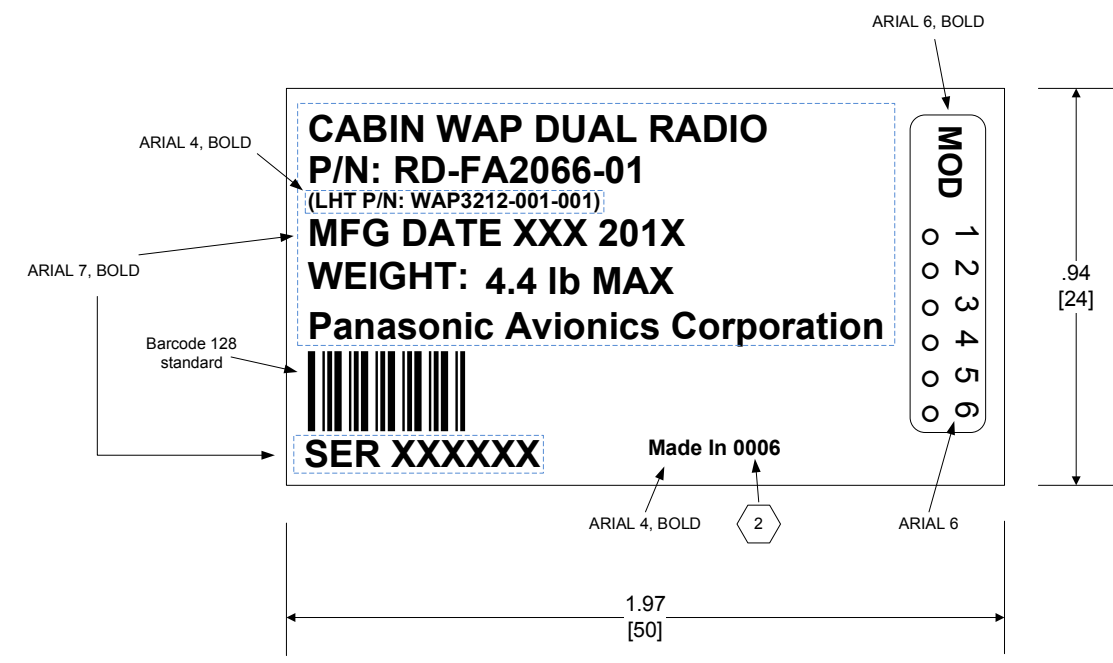 ARIAL 6, BOLD
ARIAL 4, BOLD
CABIN WAP DUAL RADIO
P/N: RD-FA2066-01
(LHT P/N: WAP3212-001-001)
MFG DATE XXX 201X
WEIGHT: 4.4 lb MAX
Panasonic Avionics Corporation
MOD 1 2 3 4 5 6
ARIAL 7, BOLD
Barcode 128
standard
SER XXXXXX
Made In 0006
ARIAL 4, BOLD
2
ARIAL 6
.94
[24]
1.97
[50]